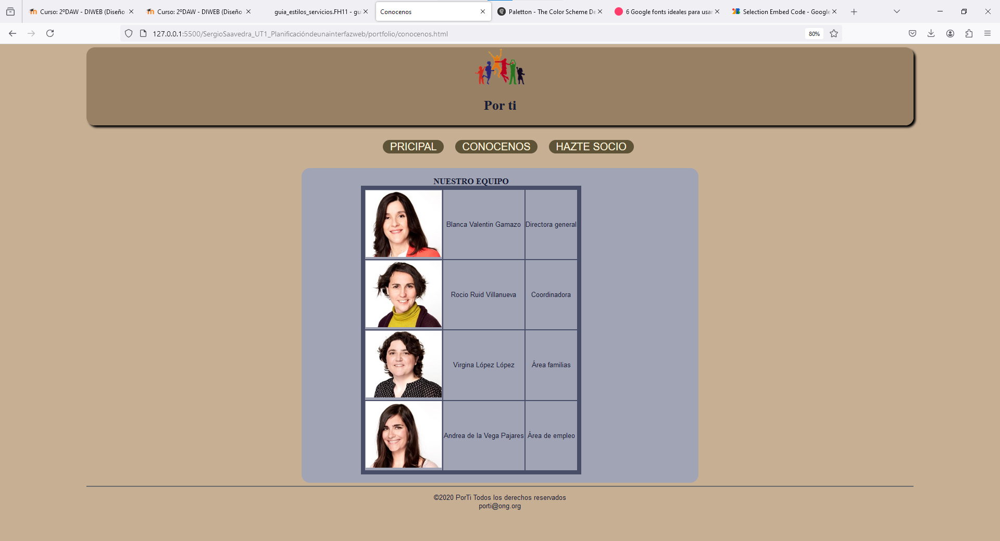 Curso: 2ºDAW - DIWEB (Diseño
Curso: 2ºDAW - DIWEB (Diseño
guia_estilos_servicios.FH11 - gu
Conocenos
Paletton - The Color Scheme De
6 Google fonts ideales para usar
Selection Embed Code - Google
127.0.0.1:5500/SergioSaavedra_UT1_Planificacióndeunainterfazweb/portfolio/conocenos.html
80%
Por ti
PRICIPAL
CONOCENOS
HAZTE SOCIO
NUESTRO EQUIPO
Blanca Valentin Gamazo
Directora general
Rocio Ruid Villanueva
Coordinadora
Virgina López López
Área familias
Andrea de la Vega Pajares
Área de empleo
©2020 PorTi Todos los derechos reservados
porti@ong.org